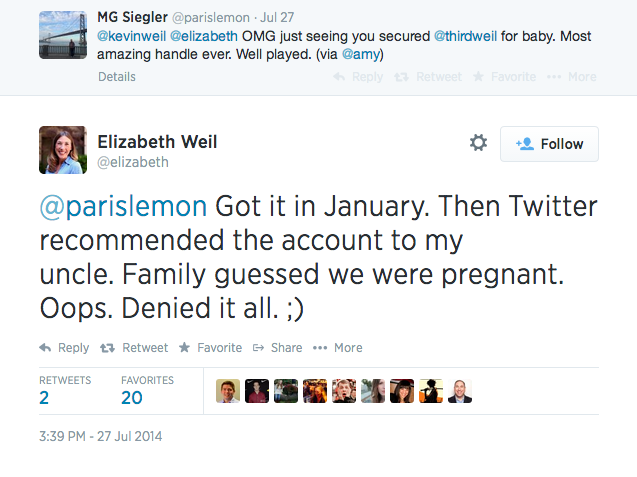 MG Siegler @parislemon · Jul 27
@kevinweil @elizabeth OMG just seeing you secured @thirdweil for baby. Most
amazing handle ever. Well played. (via @amy)
Details Reply Retweet Favorite More
Elizabeth Weil
@elizabeth
Follow
@parislemon Got it in January. Then Twitter
recommended the account to my
uncle. Family guessed we were pregnant.
Oops. Denied it all. ;)
Reply Retweet Favorite Share More
RETWEETS FAVORITES
2 20
3:39 PM - 27 Jul 2014